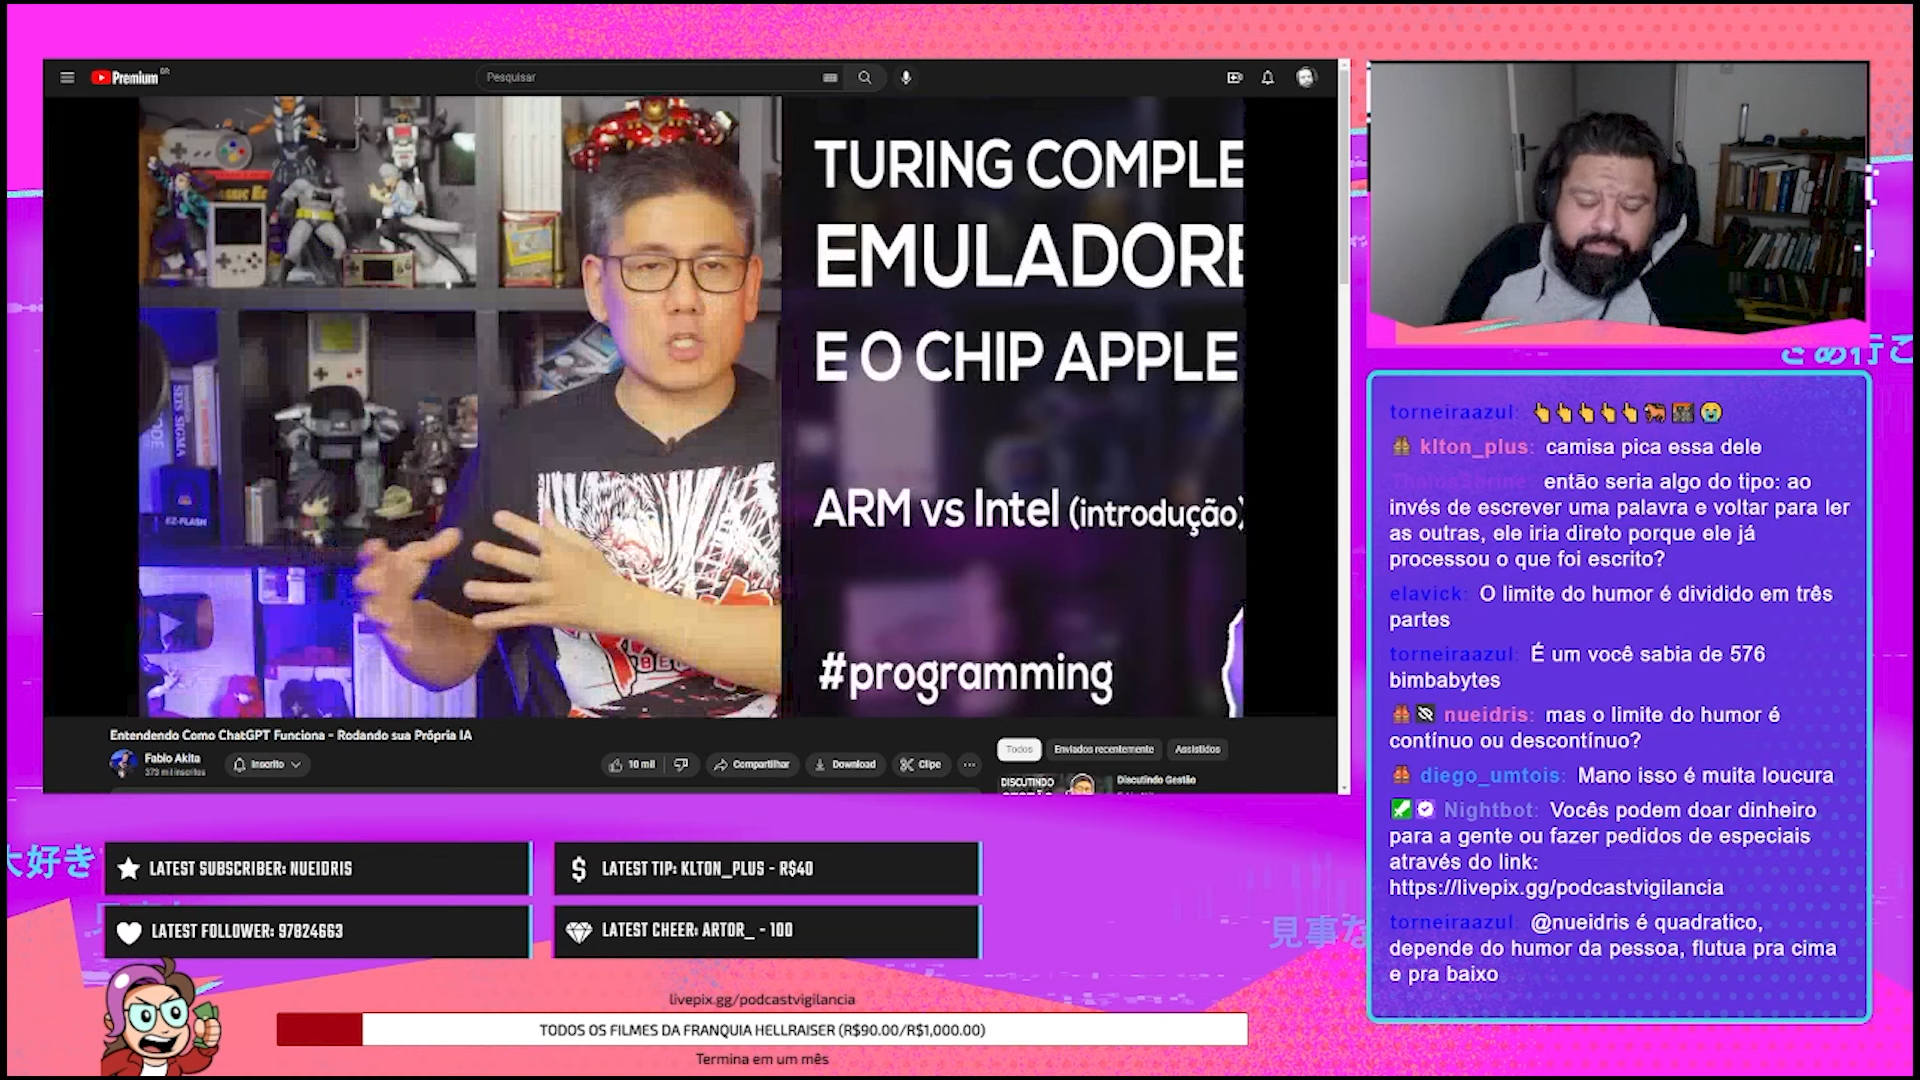 Premium BR
Pesquisar
TURING COMPLE
EMULADORE
E O CHIP APPLE
ARM vs Intel (introdução)
#programming
EZ-FLASH
Entendendo Como ChatGPT Funciona - Rodando sua Própria IA
Fabio Akita
373 mil inscritos
Inscrito
10 mil
Compartilhar
Download
Clipe
Todos
Enviados recentemente
Assistidos
DISCUTINDO
Discutindo Gestão
torneiraazul: 👆👆👆👆👆🐂🎆😭
klton_plus: camisa pica essa dele
então seria algo do tipo: ao
invés de escrever uma palavra e voltar para ler
as outras, ele iria direto porque ele já
processou o que foi escrito?
elavick: O limite do humor é dividido em três
partes
torneiraazul: É um você sabia de 576
bimbabytes
nueidris: mas o limite do humor é
contínuo ou descontínuo?
diego_umtois: Mano isso é muita loucura
Nightbot: Vocês podem doar dinheiro
para a gente ou fazer pedidos de especiais
através do link:
https://livepix.gg/podcastvigilancia
torneiraazul: @nueidris é quadratico,
depende do humor da pessoa, flutua pra cima
e pra baixo
大好き
見事な
LATEST SUBSCRIBER: NUEIDRIS
LATEST TIP: KLTON_PLUS - R$40
LATEST FOLLOWER: 97824663
LATEST CHEER: ARTOR_ - 100
livepix.gg/podcastvigilancia
TODOS OS FILMES DA FRANQUIA HELLRAISER (R$90.00/R$1,000.00)
Termina em um mês